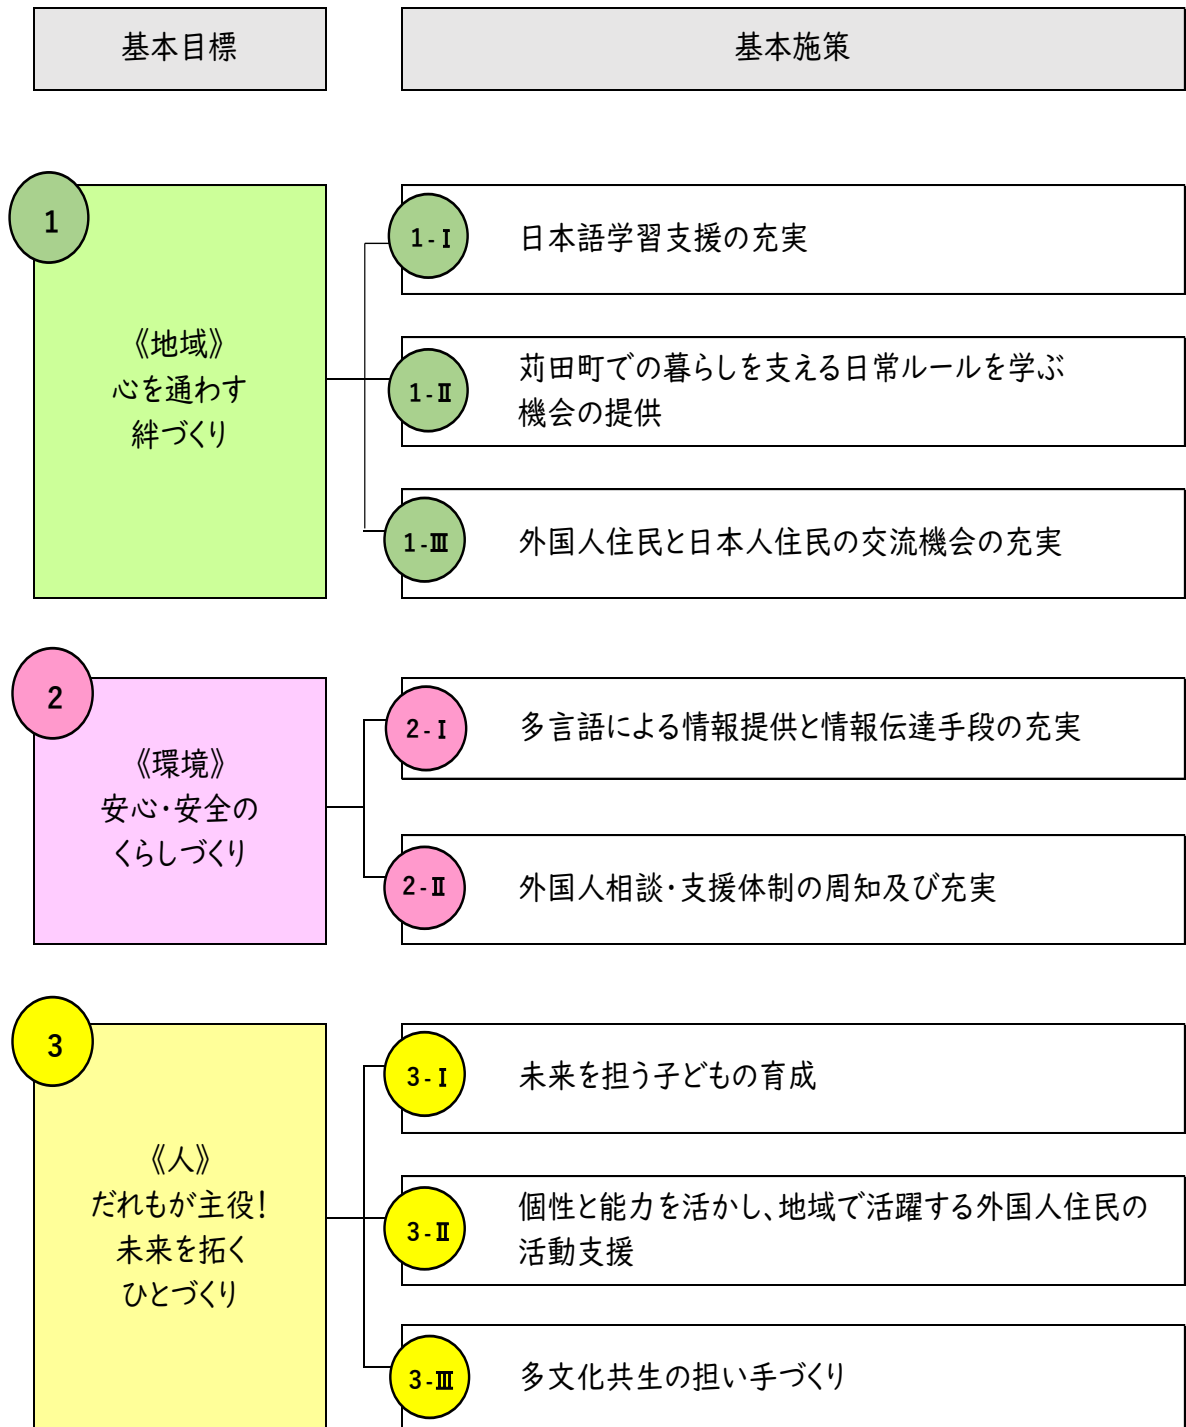 基本目標
基本施策
1
《地域》
心を通わす
絆づくり
1-Ⅰ
日本語学習支援の充実
1-Ⅱ
苅田町での暮らしを支える日常ルールを学ぶ
機会の提供
1-Ⅲ
外国人住民と日本人住民の交流機会の充実
2
《環境》
安心・安全の
くらしづくり
2-Ⅰ
多言語による情報提供と情報伝達手段の充実
2-Ⅱ
外国人相談・支援体制の周知及び充実
3
《人》
だれもが主役!
未来を拓く
ひとづくり
3-Ⅰ
未来を担う子どもの育成
3-Ⅱ
個性と能力を活かし、地域で活躍する外国人住民の
活動支援
3-Ⅲ
多文化共生の担い手づくり